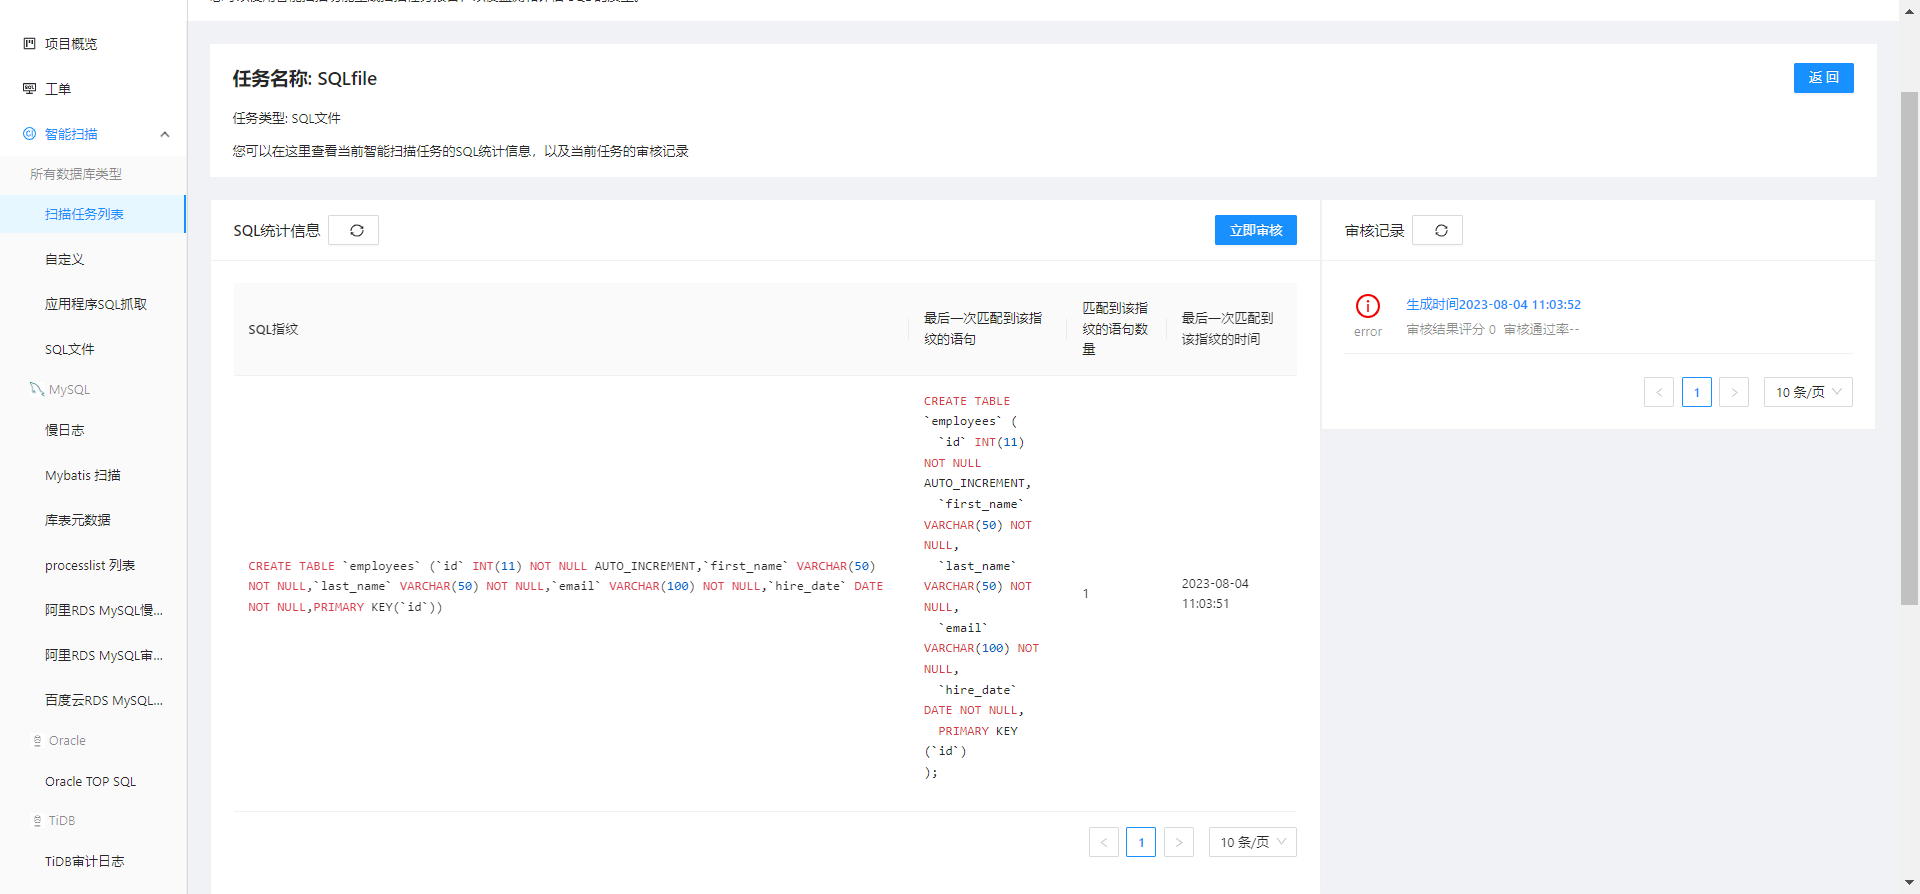 项目概览
工单
智能扫描
所有数据库类型
扫描任务列表
自定义
应用程序SQL抓取
SQL文件
MySQL
慢日志
Mybatis 扫描
库表元数据
processlist 列表
阿里RDS MySQL慢...
阿里RDS MySQL审...
百度云RDS MySQL...
Oracle
Oracle TOP SQL
TiDB
TiDB审计日志
任务名称: SQLfile
返 回
任务类型: SQL文件
您可以在这里查看当前智能扫描任务的SQL统计信息，以及当前任务的审核记录
SQL统计信息
立即审核
SQL指纹
最后一次匹配到该指
纹的语句
匹配到该指
纹的语句数
量
最后一次匹配到
该指纹的时间
CREATE TABLE `employees` (`id` INT(11) NOT NULL AUTO_INCREMENT,`first_name` VARCHAR(50)
NOT NULL,`last_name` VARCHAR(50) NOT NULL,`email` VARCHAR(100) NOT NULL,`hire_date` DATE
NOT NULL,PRIMARY KEY(`id`))
CREATE TABLE
`employees` (
`id` INT(11)
NOT NULL
AUTO_INCREMENT,
`first_name`
VARCHAR(50) NOT
NULL,
`last_name`
VARCHAR(50) NOT
NULL,
`email`
VARCHAR(100) NOT
NULL,
`hire_date`
DATE NOT NULL,
PRIMARY KEY
(`id`)
);
1
2023-08-04
11:03:51
< 1 > 10 条/页
审核记录
error
生成时间2023-08-04 11:03:52
审核结果评分 0 审核通过率--
< 1 > 10 条/页